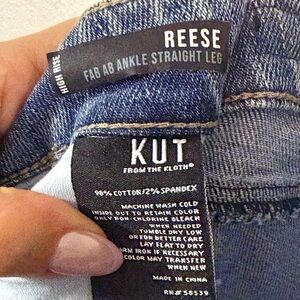 REESE
HIGH RISE
FAB AB ANKLE STRAIGHT LEG
KUT
FROM THE KLOTH®
98% COTTON/2% SPANDEX
MACHINE WASH COLD
INSIDE OUT TO RETAIN COLOR
ONLY NON-CHLORINE BLEACH
WHEN NEEDED
TUMBLE DRY LOW
OR FOR BETTER CARE
LAY FLAT TO DRY
IRON IF NECESSARY
COLOR MAY TRANSFER
WHEN NEW
MADE IN CHINA
RN# 58539